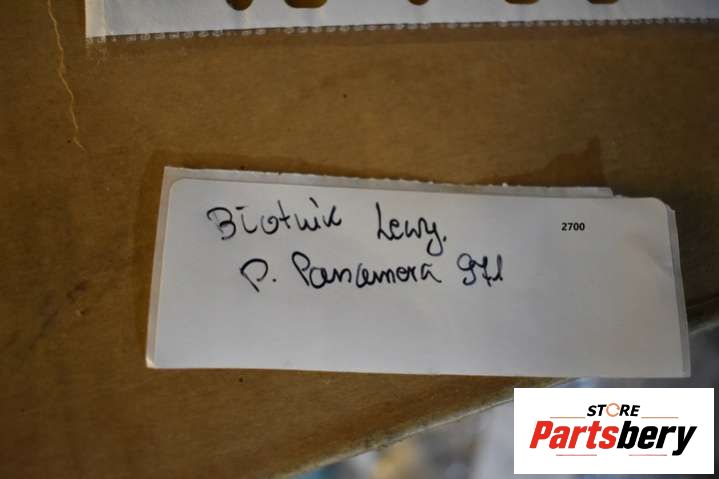 Błotnik Lewy.
2700
P. Panamera 971
STORE
Partsbery